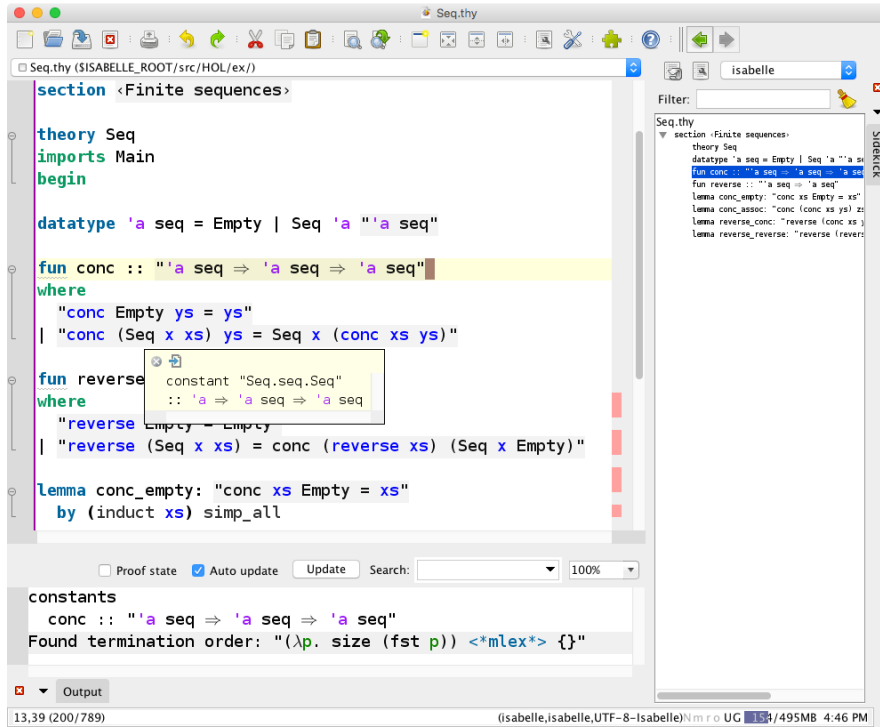 Seq.thy
Seq.thy ($ISABELLE_ROOT/src/HOL/ex/)
section ‹Finite sequences›
theory Seq
imports Main
begin
datatype 'a seq = Empty | Seq 'a "'a seq"
fun conc :: "'a seq ⇒ 'a seq ⇒ 'a seq"
where
"conc Empty ys = ys"
| "conc (Seq x xs) ys = Seq x (conc xs ys)"
constant "Seq.seq.Seq"
:: 'a ⇒ 'a seq ⇒ 'a seq
fun reverse
where
"reverse Empty = Empty"
| "reverse (Seq x xs) = conc (reverse xs) (Seq x Empty)"
lemma conc_empty: "conc xs Empty = xs"
by (induct xs) simp_all
isabelle
Filter:
Seq.thy
section ‹Finite sequences›
theory Seq
datatype 'a seq = Empty | Seq 'a "'a se
fun conc :: "'a seq ⇒ 'a seq ⇒ 'a se
fun reverse :: "'a seq ⇒ 'a seq"
lemma conc_empty: "conc xs Empty = xs"
lemma conc_assoc: "conc (conc xs ys) zs
lemma reverse_conc: "reverse (conc xs
lemma reverse_reverse: "reverse (revers
Sidekick
Proof state Auto update Update Search: 100%
constants
conc :: "'a seq ⇒ 'a seq ⇒ 'a seq"
Found termination order: "(λp. size (fst p)) <*mlex*> {}"
Output
13,39 (200/789) (isabelle,isabelle,UTF-8-Isabelle)N m r o UG 154/495MB 4:46 PM